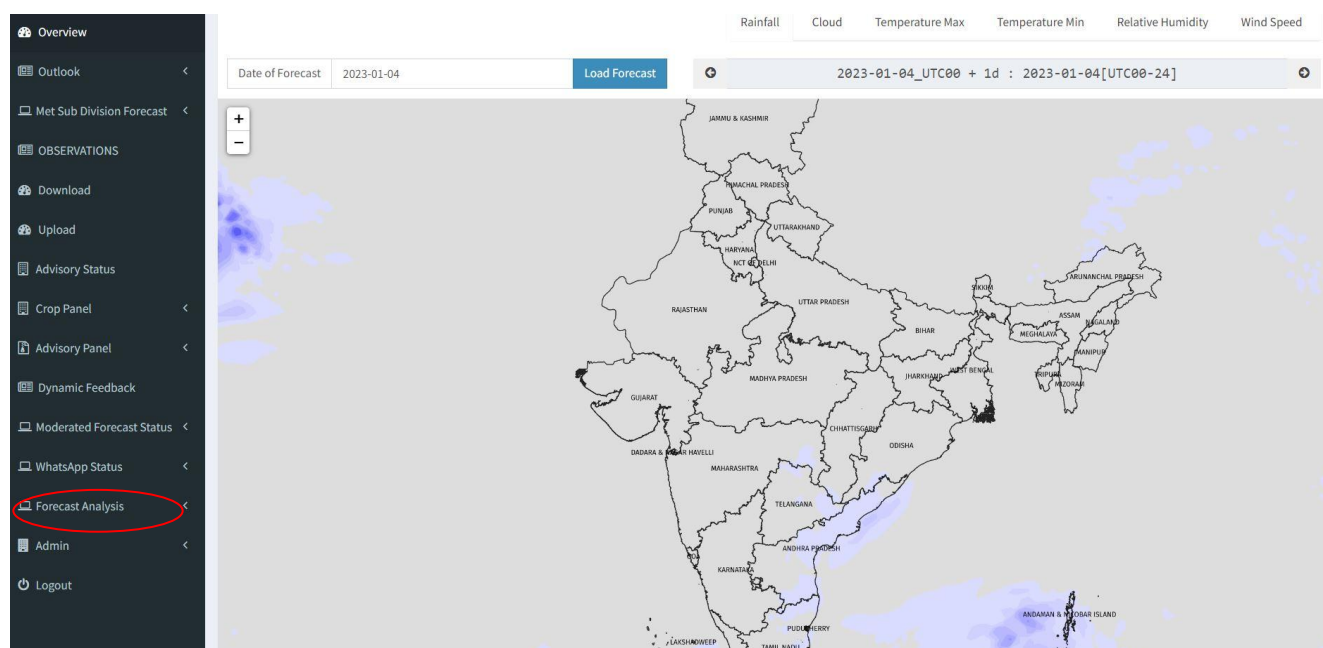 Overview
Outlook
Met Sub Division Forecast
OBSERVATIONS
Download
Upload
Advisory Status
Crop Panel
Advisory Panel
Dynamic Feedback
Moderated Forecast Status
WhatsApp Status
Forecast Analysis
Admin
Logout
Rainfall Cloud Temperature Max Temperature Min Relative Humidity Wind Speed
Date of Forecast 2023-01-04 Load Forecast 2023-01-04_UTC00 + 1d : 2023-01-04[UTC00-24]
+
−
JAMMU & KASHMIR
HIMACHAL PRADESH
PUNJAB
UTTARAKHAND
HARYANA
NCT OF DELHI
ARUNANCHAL PRADESH
SIKKIM
RAJASTHAN
UTTAR PRADESH
ASSAM
NAGALAND
BIHAR
MEGHALAYA
MANIPUR
WEST BENGAL
TRIPURA
JHARKHAND
MADHYA PRADESH
MIZORAM
GUJARAT
CHHATTISGARH
ODISHA
DADARA & NAGAR HAVELLI
MAHARASHTRA
TELANGANA
ANDHRA PRADESH
GOA
KARNATAKA
ANDAMAN & NICOBAR ISLAND
PUDUCHERRY
LAKSHADWEEP
TAMIL NADU